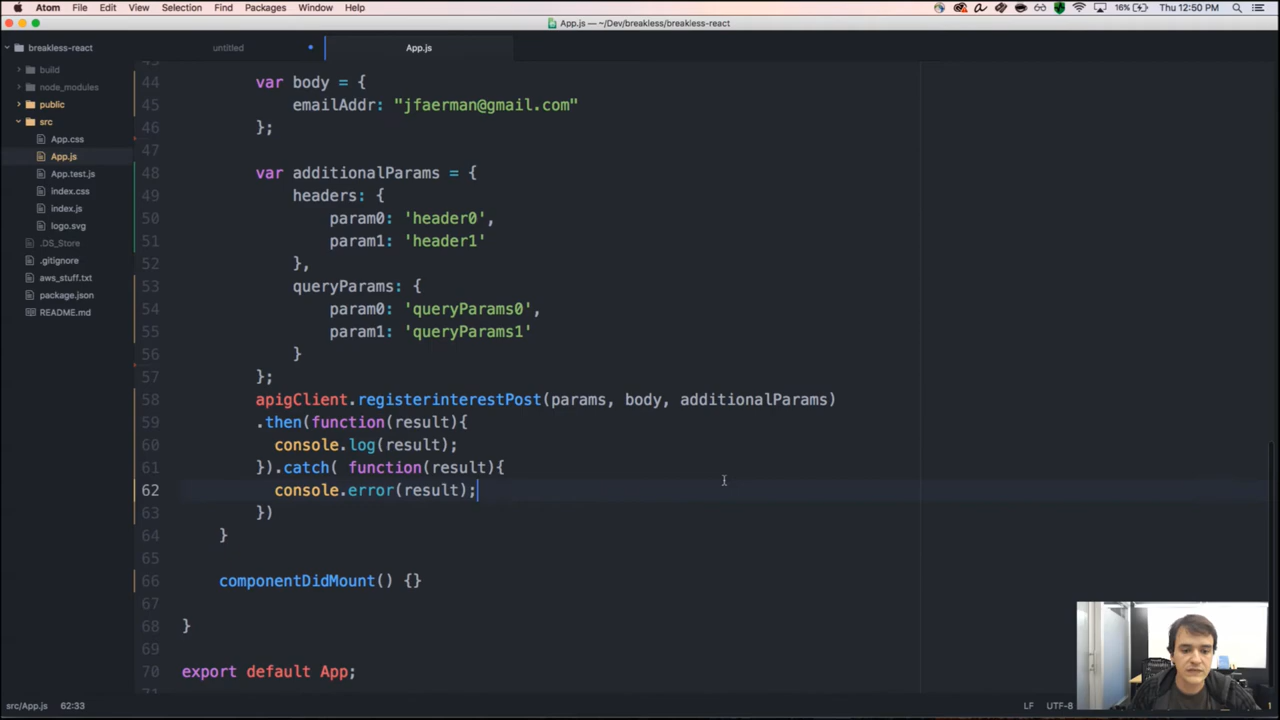 Atom File Edit View Selection Find Packages Window Help 16% Thu 12:50 PM
App.js — ~/Dev/breakless/breakless-react
breakless-react
untitled
App.js
build
node_modules
public
src
App.css
App.js
App.test.js
index.css
index.js
logo.svg
.DS_Store
.gitignore
aws_stuff.txt
package.json
README.md
44 var body = {
45 emailAddr: "jfaerman@gmail.com"
46 };
47
48 var additionalParams = {
49 headers: {
50 param0: 'header0',
51 param1: 'header1'
52 },
53 queryParams: {
54 param0: 'queryParams0',
55 param1: 'queryParams1'
56 }
57 };
58 apigClient.registerinterestPost(params, body, additionalParams)
59 .then(function(result){
60 console.log(result);
61 }).catch( function(result){
62 console.error(result);
63 })
64 }
65
66 componentDidMount() {}
67
68 }
69
70 export default App;
src/App.js 62:33 LF UTF-8